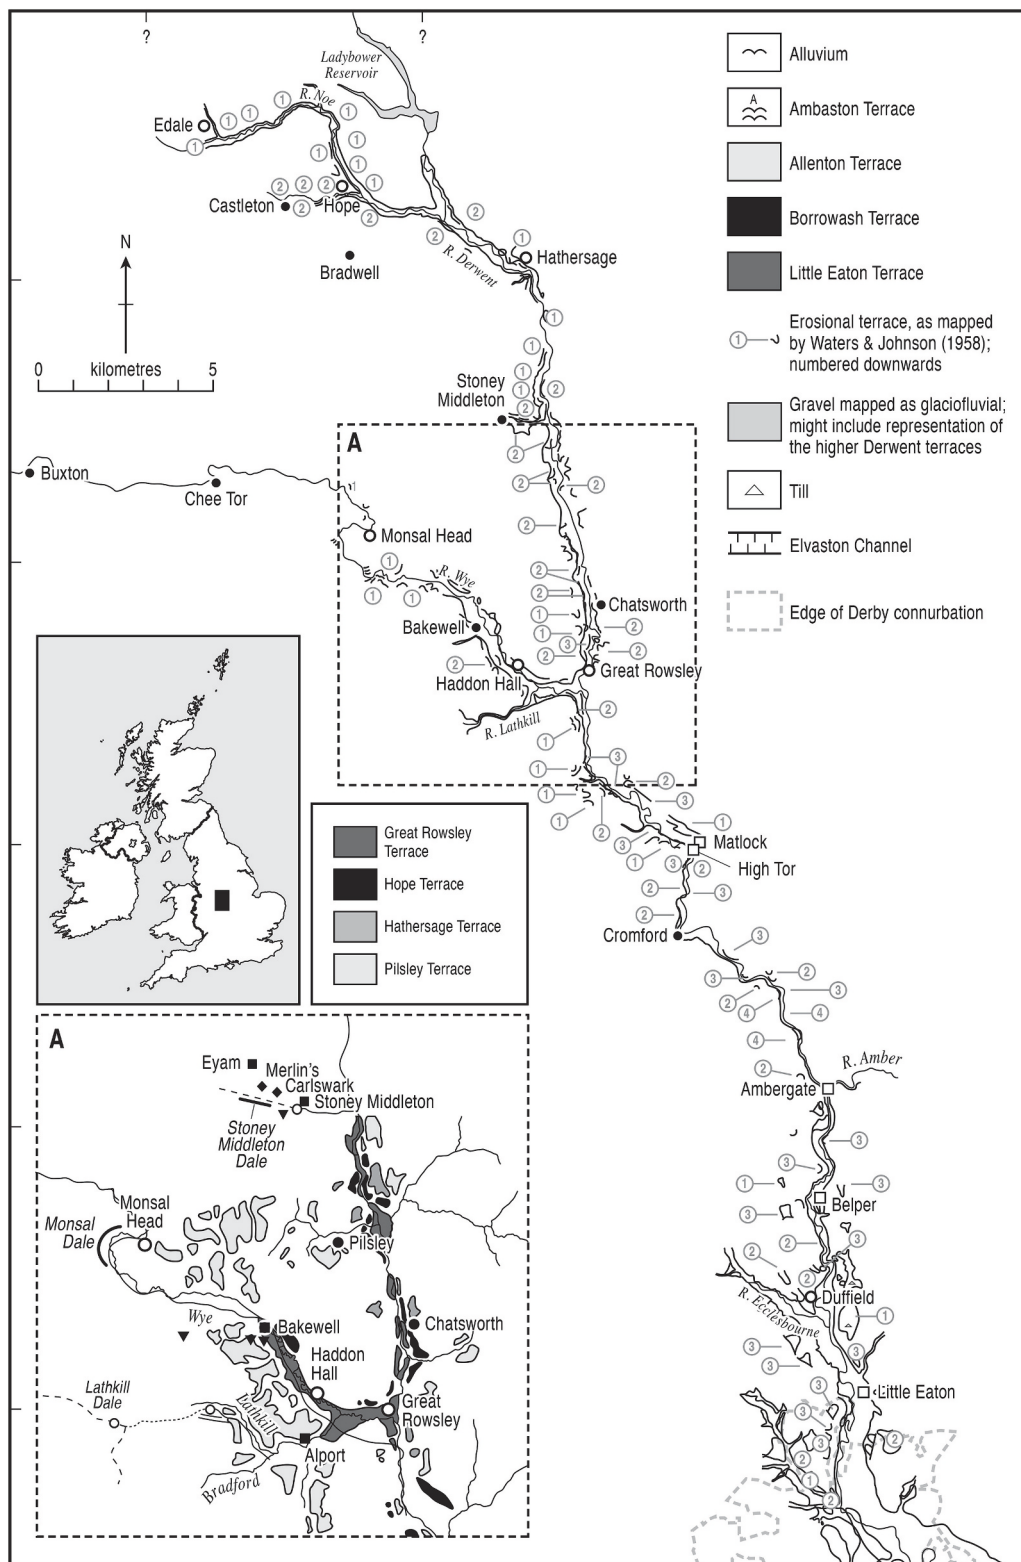 ?
?
Ladybower
Reservoir
R. Noe
Edale
Castleton
Hope
Bradwell
R. Derwent
Hathersage
N
0 kilometres 5
Stoney
Middleton
A
Buxton
Chee Tor
Monsal Head
R. Wye
Bakewell
Chatsworth
Haddon Hall
Great Rowsley
R. Lathkill
Matlock
High Tor
Cromford
R. Amber
Ambergate
Belper
Duffield
R. Ecclesbourne
Little Eaton
Alluvium
A
Ambaston Terrace
Allenton Terrace
Borrowash Terrace
Little Eaton Terrace
1
Erosional terrace, as mapped
by Waters & Johnson (1958);
numbered downwards
Gravel mapped as glaciofluvial;
might include representation of
the higher Derwent terraces
Till
Elvaston Channel
Edge of Derby connurbation
Great Rowsley
Terrace
Hope Terrace
Hathersage Terrace
Pilsley Terrace
A
Eyam
Merlin's
Carlswark
Stoney Middleton
Stoney
Middleton
Dale
Monsal
Head
Monsal
Dale
Pilsley
Wye
Bakewell
Chatsworth
Haddon
Hall
Lathkill
Dale
Lathkill
Great
Rowsley
Alport
Bradford